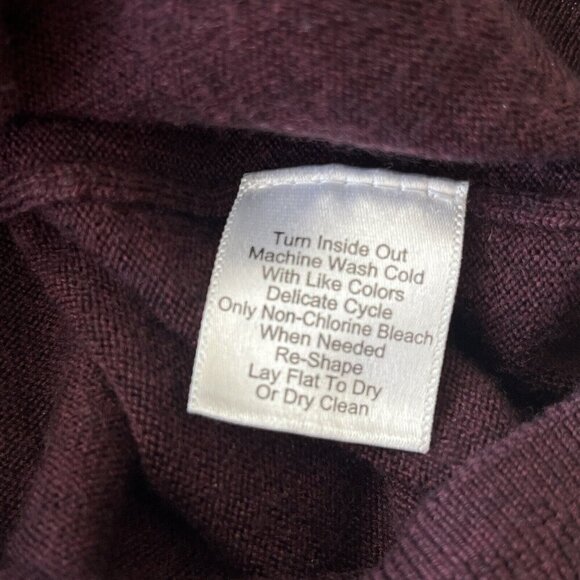 Turn Inside Out
Machine Wash Cold
With Like Colors
Delicate Cycle
Only Non-Chlorine Bleach
When Needed
Re-Shape
Lay Flat To Dry
Or Dry Clean